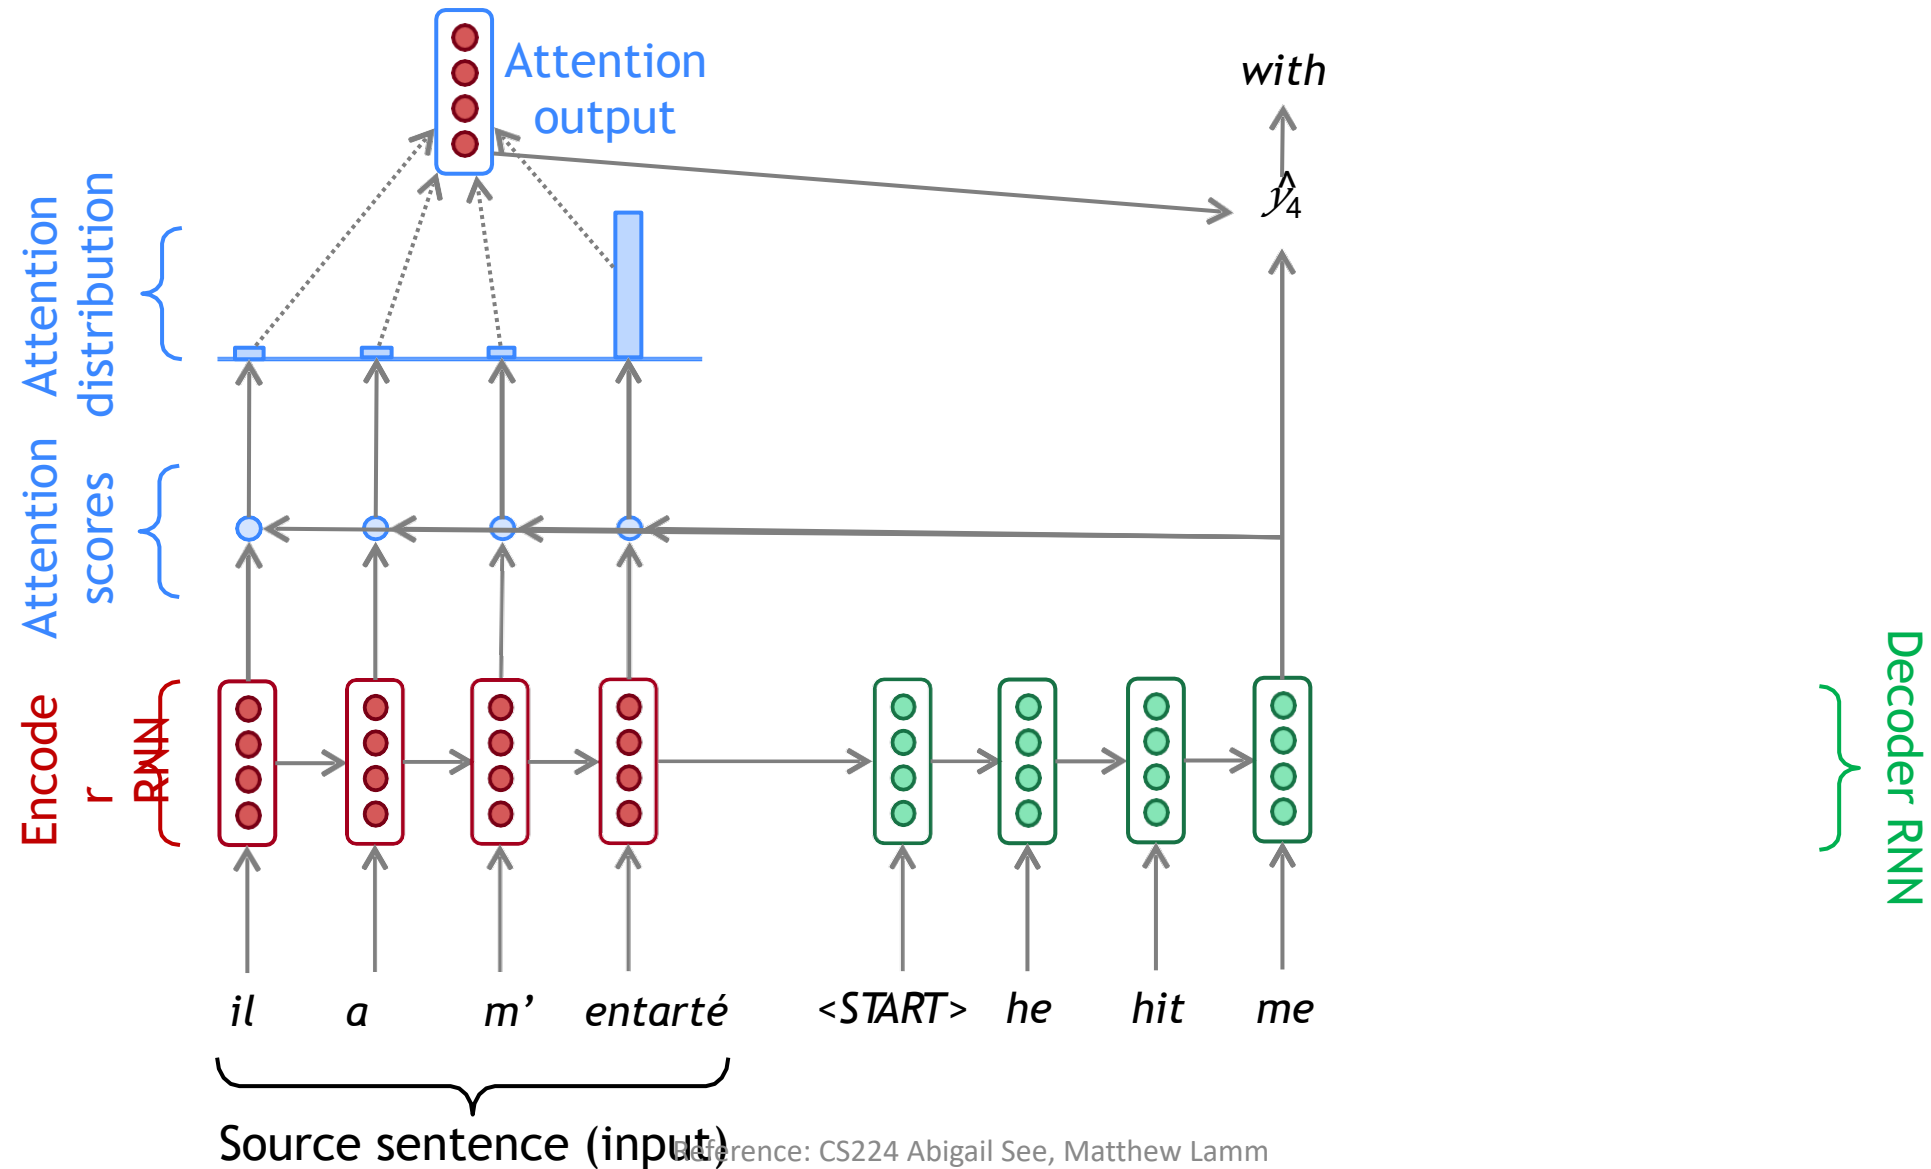 Attention
output
with
ŷ4
Attention
distribution
Attention
scores
Encode
r
RNN
Decoder RNN
il a m’ entarté <START> he hit me
Source sentence (input)
Reference: CS224 Abigail See, Matthew Lamm